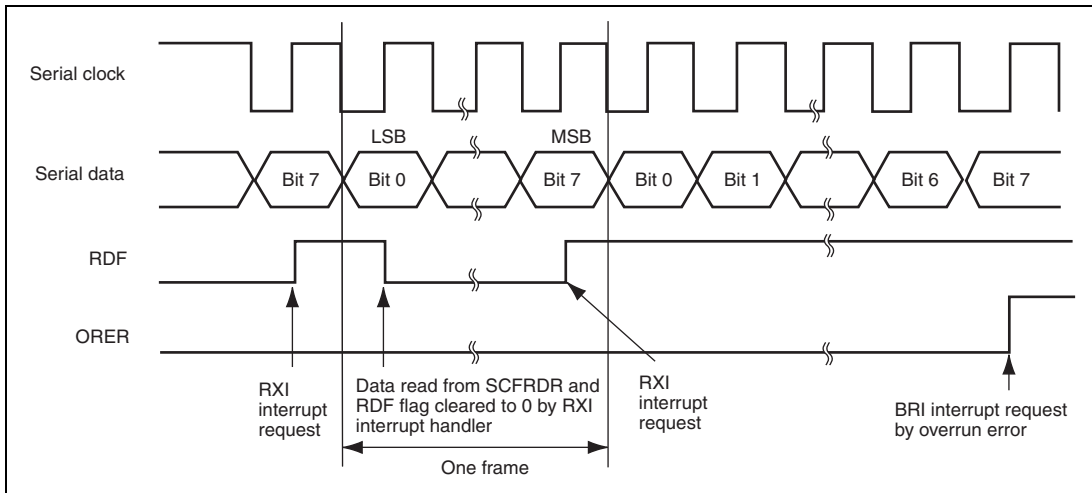 Serial clock
LSB
MSB
Serial data
Bit 7
Bit 0
Bit 7
Bit 0
Bit 1
Bit 6
Bit 7
RDF
ORER
RXI
interrupt
request
Data read from SCFRDR and
RDF flag cleared to 0 by RXI
interrupt handler
RXI
interrupt
request
BRI interrupt request
by overrun error
One frame